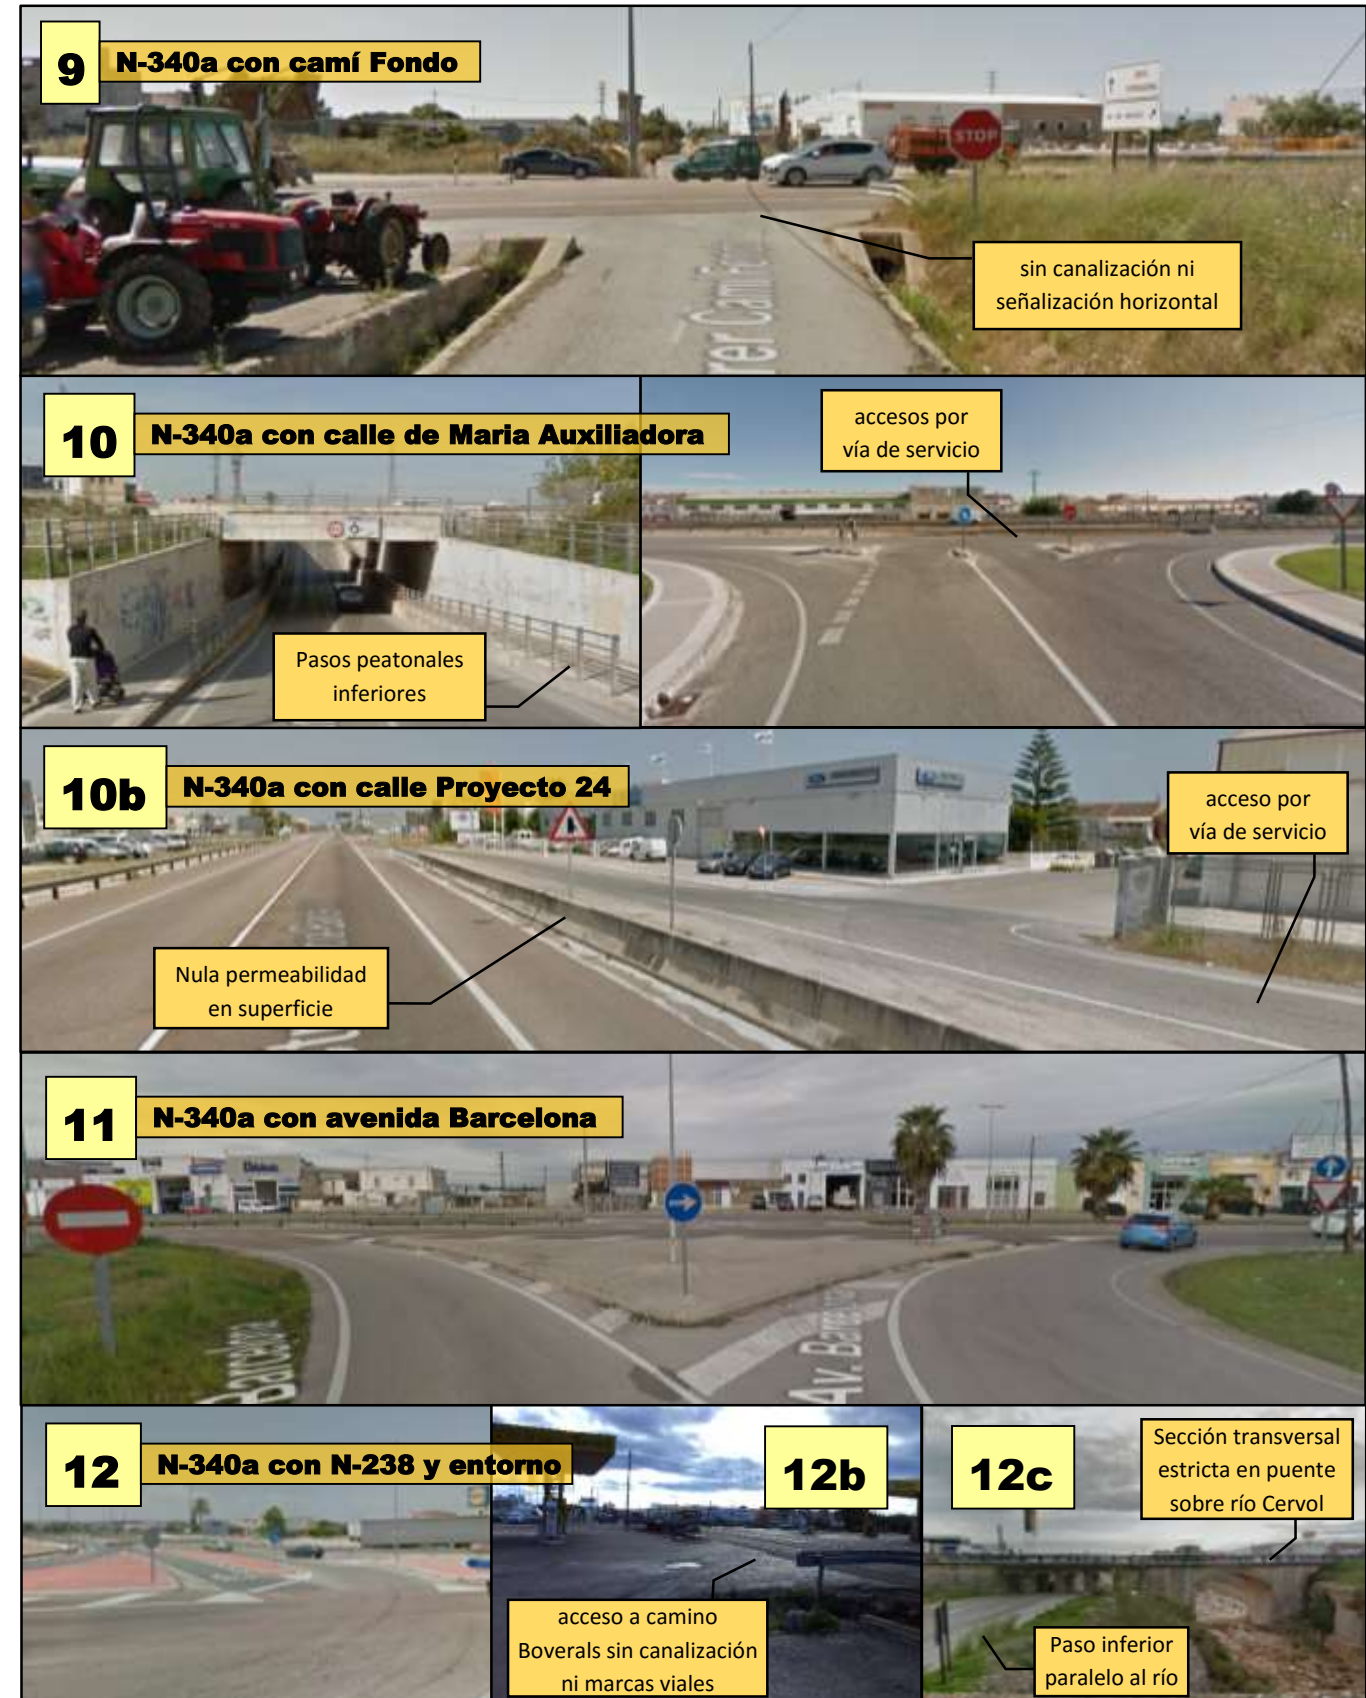 9
N-340a con camí Fondo
STOP
rer Camí Fon
sin canalización ni
señalización horizontal
10
N-340a con calle de Maria Auxiliadora
accesos por
vía de servicio
Pasos peatonales
inferiores
10b
N-340a con calle Proyecto 24
acceso por
vía de servicio
Nula permeabilidad
en superficie
11
N-340a con avenida Barcelona
Barcelona
Av. Barce
12
N-340a con N-238 y entorno
12b
acceso a camino
Boverals sin canalización
ni marcas viales
12c
Sección transversal
estricta en puente
sobre río Cervol
Paso inferior
paralelo al río